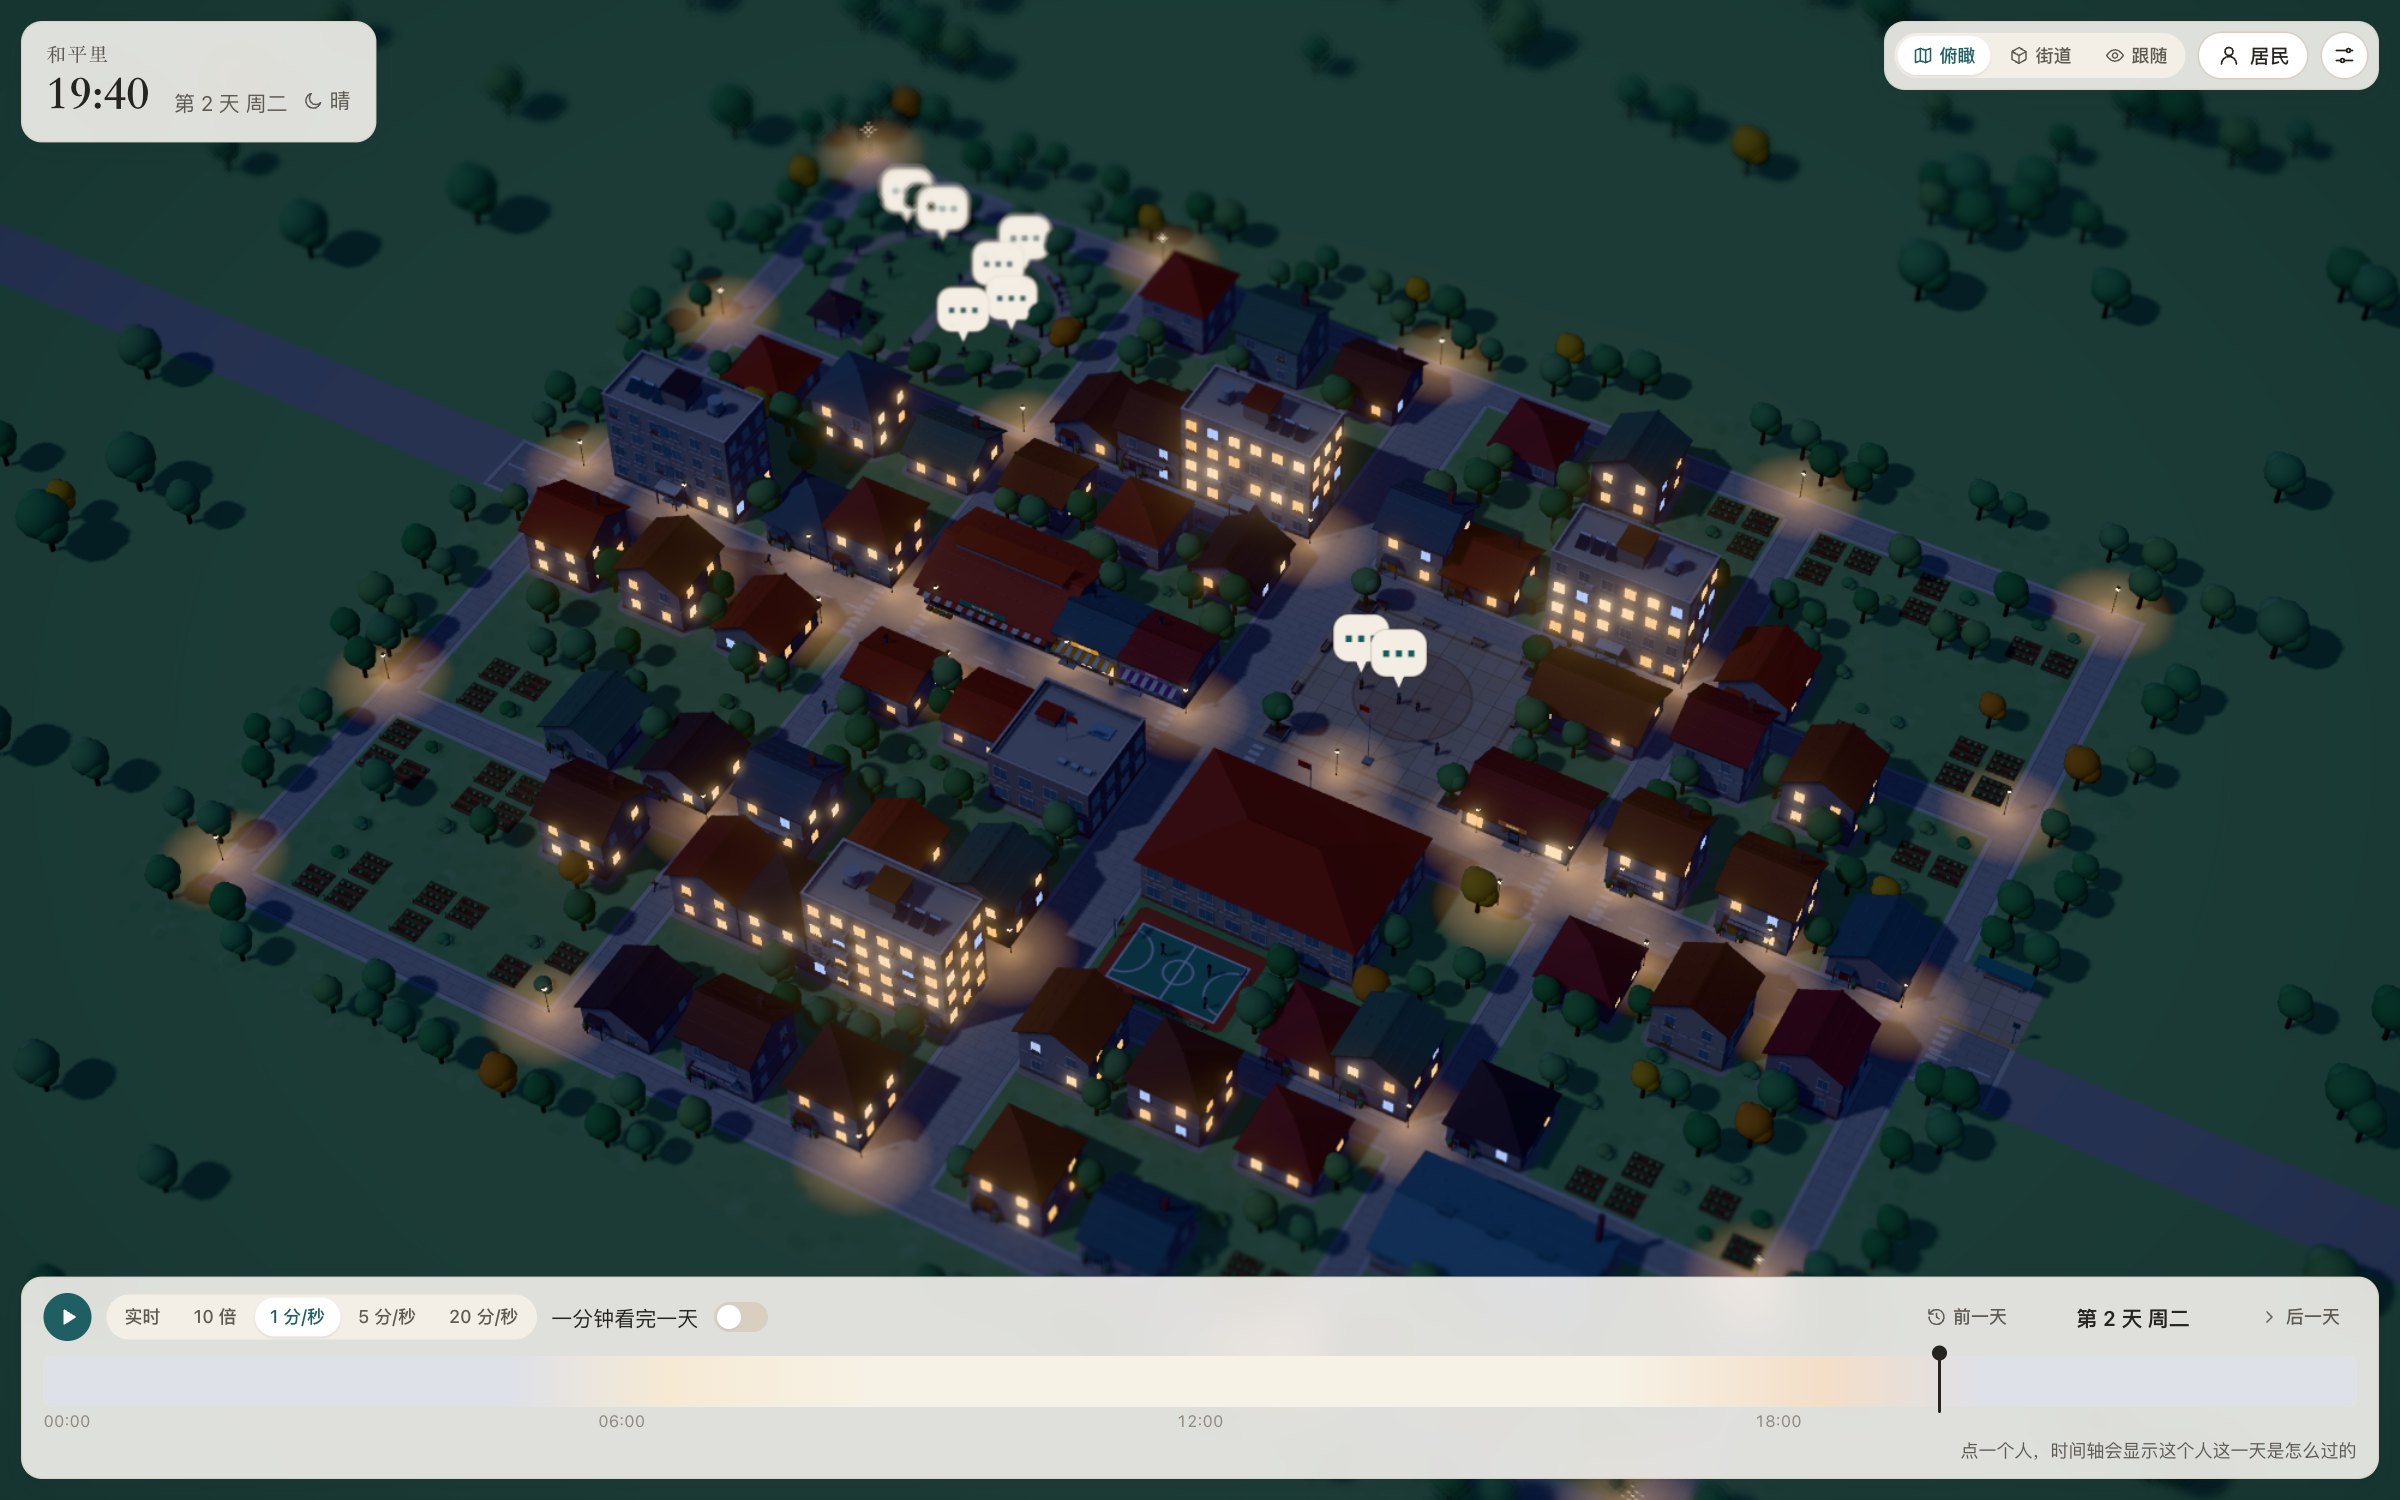 和平里
19:40 第 2 天 周二 晴
俯瞰 街道 跟随 居民
实时 10 倍 1 分/秒 5 分/秒 20 分/秒 一分钟看完一天 前一天 第 2 天 周二 后一天
00:00 06:00 12:00 18:00
点一个人，时间轴会显示这个人这一天是怎么过的